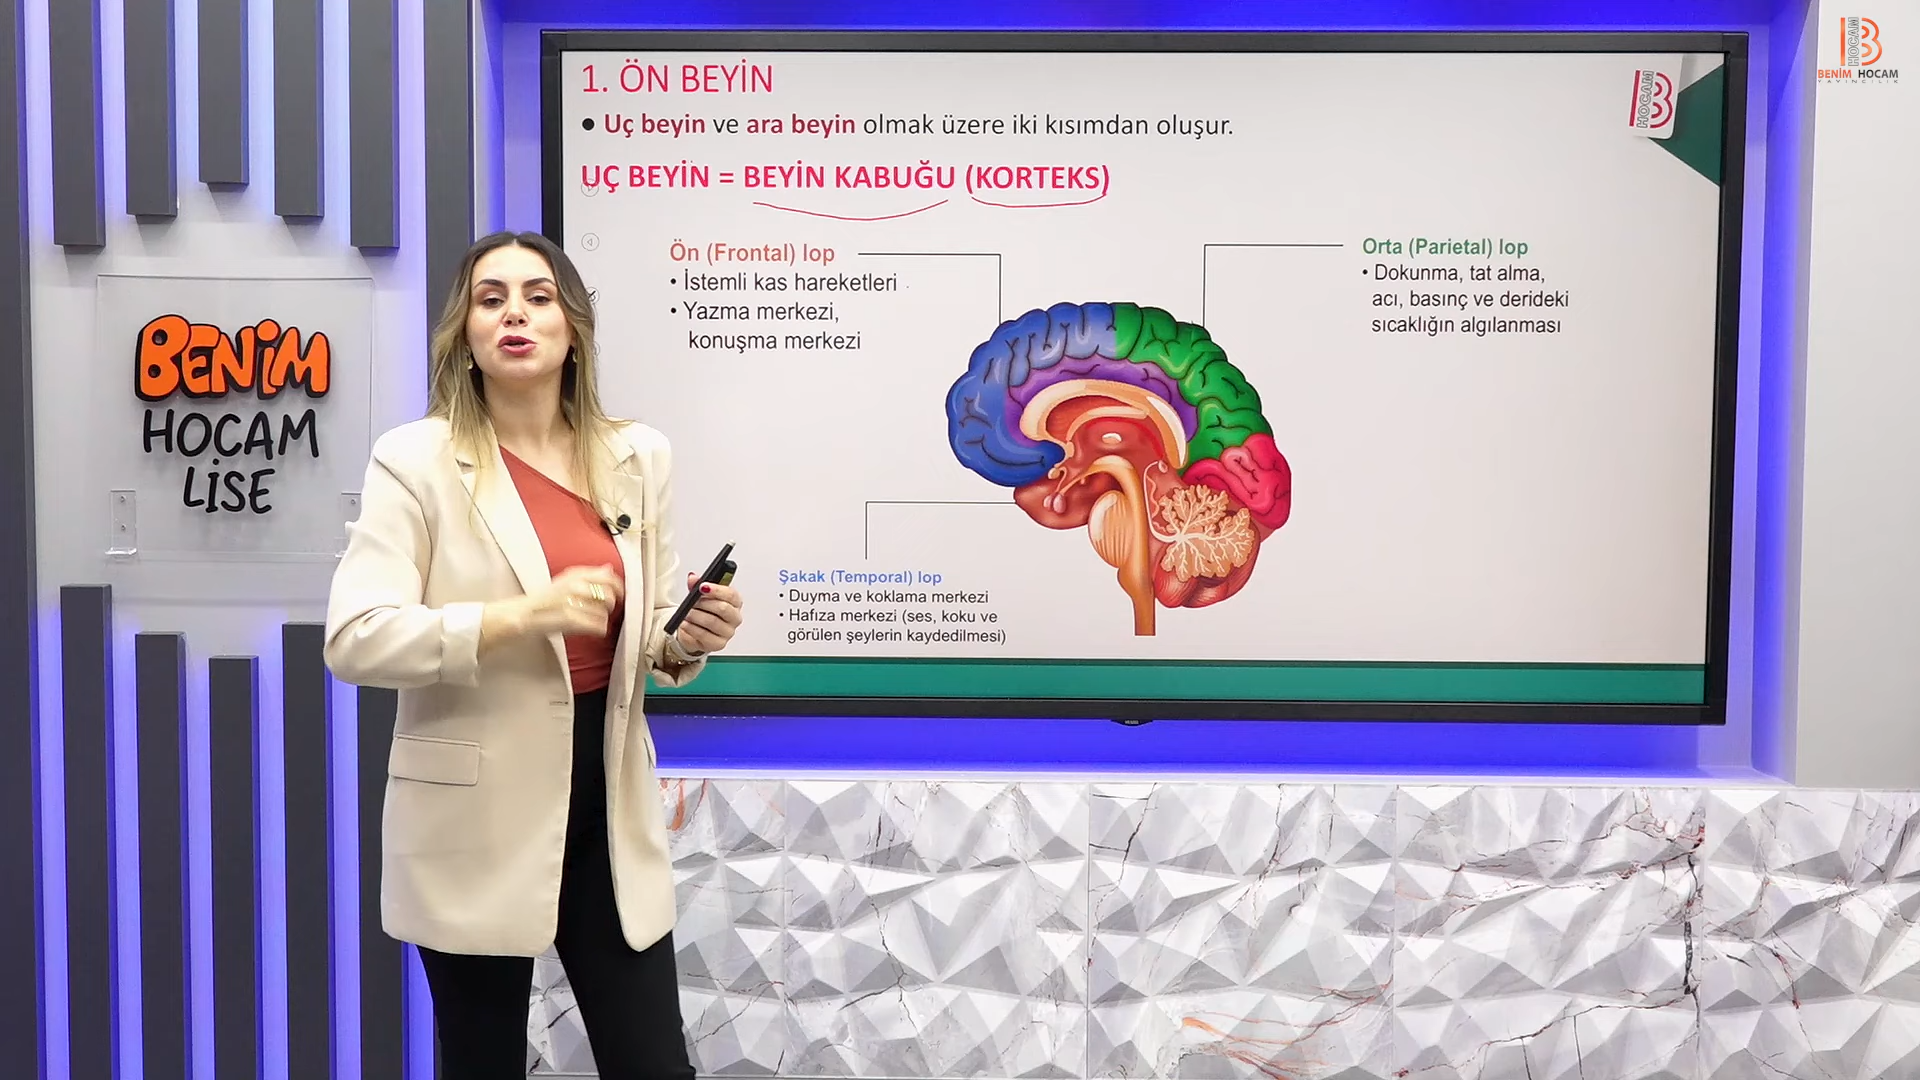 B
HOCAM
BENİM HOCAM
YAYINCILIK
1. ÖN BEYİN
HOCAM
B
● Uç beyin ve ara beyin olmak üzere iki kısımdan oluşur.
UÇ BEYİN = BEYİN KABUĞU (KORTEKS)
Ön (Frontal) lop
• İstemli kas hareketleri
• Yazma merkezi,
konuşma merkezi
Orta (Parietal) lop
• Dokunma, tat alma,
acı, basınç ve derideki
sıcaklığın algılanması
Şakak (Temporal) lop
• Duyma ve koklama merkezi
• Hafıza merkezi (ses, koku ve
görülen şeylerin kaydedilmesi)
BENİM
HOCAM
LİSE